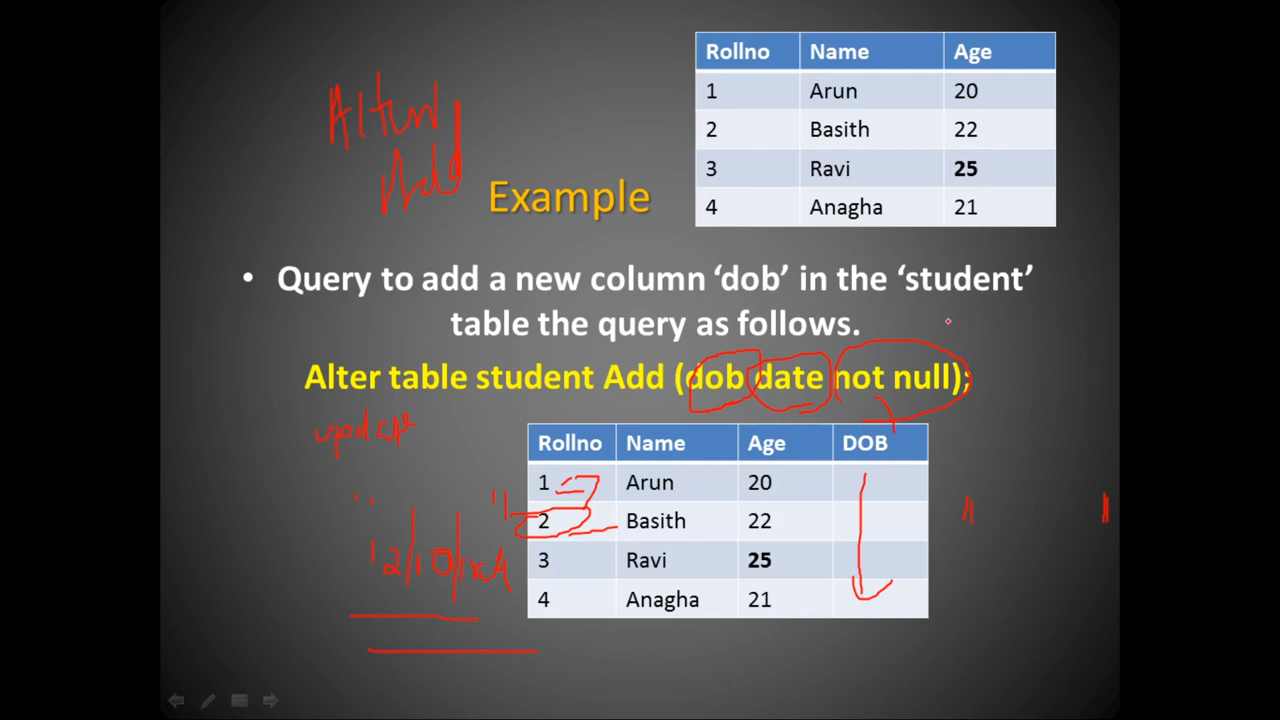 Rollno Name Age
1 Arun 20
2 Basith 22
3 Ravi 25
4 Anagha 21
Add
Example
• Query to add a new column ‘dob’ in the ‘student’
table the query as follows.
Alter table student Add (dob date not null);
update
Rollno Name Age DOB
1 Arun 20
2 Basith 22
3 Ravi 25
4 Anagha 21